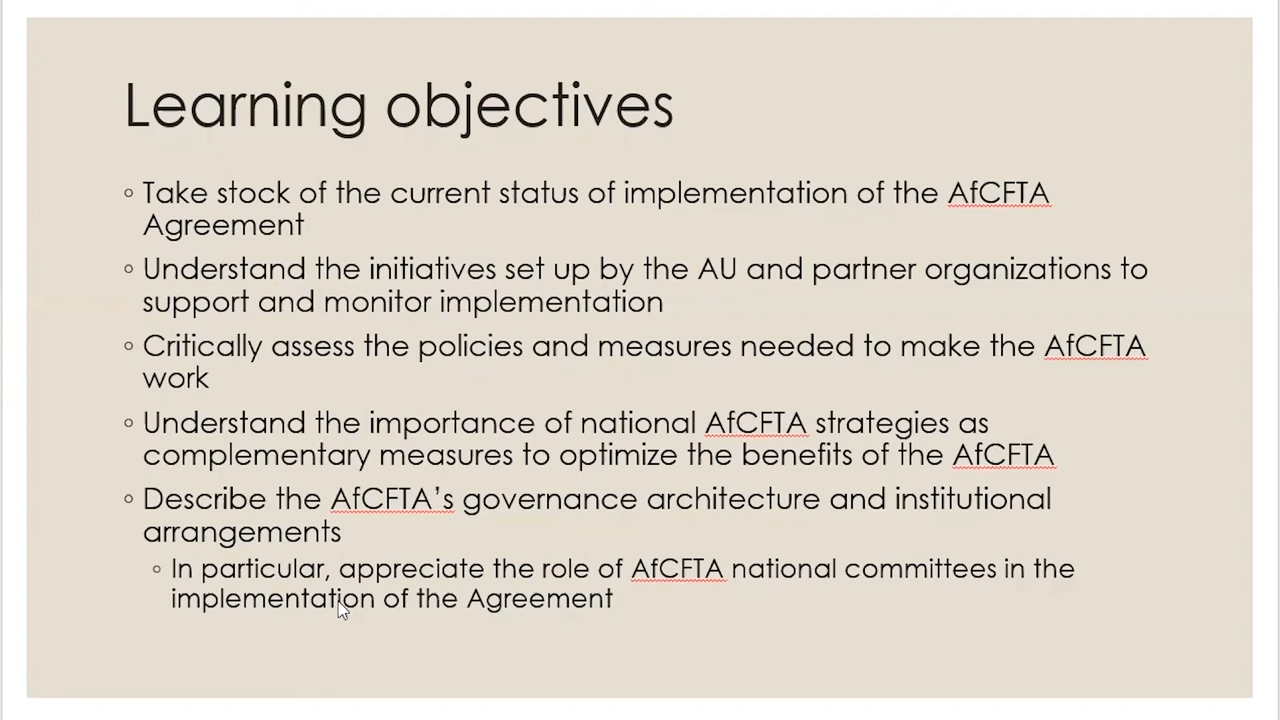 Learning objectives
◦ Take stock of the current status of implementation of the AfCFTA
Agreement
◦ Understand the initiatives set up by the AU and partner organizations to
support and monitor implementation
◦ Critically assess the policies and measures needed to make the AfCFTA
work
◦ Understand the importance of national AfCFTA strategies as
complementary measures to optimize the benefits of the AfCFTA
◦ Describe the AfCFTA’s governance architecture and institutional
arrangements
◦ In particular, appreciate the role of AfCFTA national committees in the
implementation of the Agreement